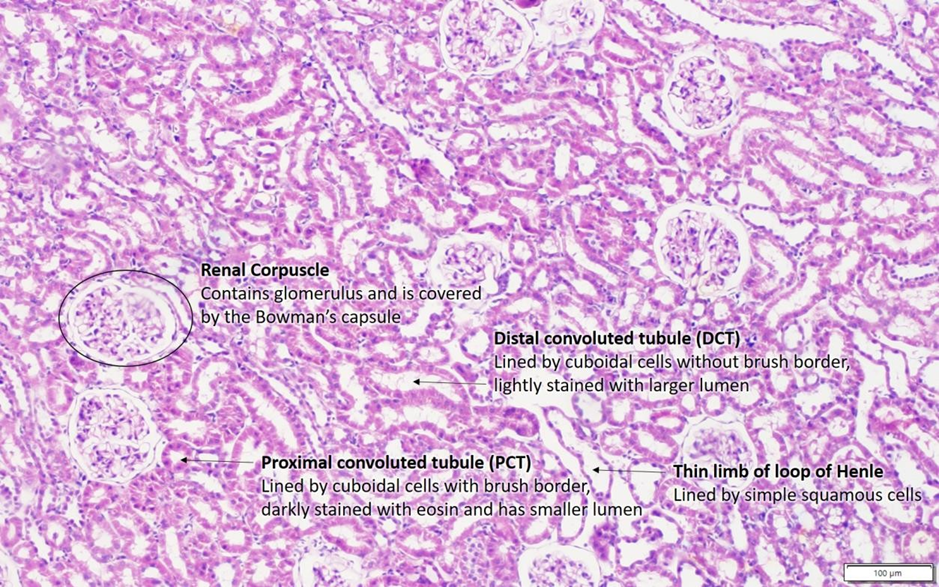 Renal Corpuscle
Contains glomerulus and is covered
by the Bowman's capsule
Distal convoluted tubule (DCT)
Lined by cuboidal cells without brush border,
lightly stained with larger lumen
Proximal convoluted tubule (PCT)
Lined by cuboidal cells with brush border,
darkly stained with eosin and has smaller lumen
Thin limb of loop of Henle
Lined by simple squamous cells
100 µm